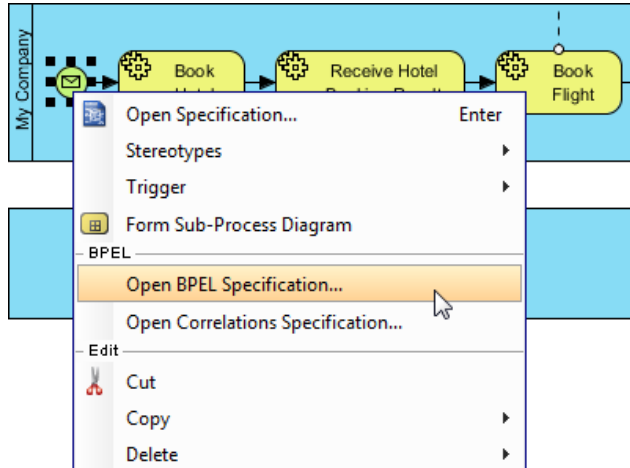 My Company
Book
Receive Hotel
Book
Flight
Open Specification... Enter
Stereotypes
Trigger
Form Sub-Process Diagram
BPEL
Open BPEL Specification...
Open Correlations Specification...
Edit
Cut
Copy
Delete